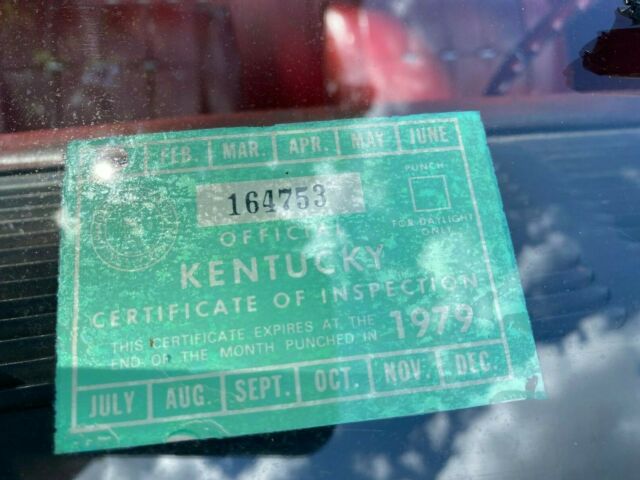 FEB. MAR. APR. MAY JUNE
164753
PUNCH
FOR DAYLIGHT
ONLY
OFFICIAL
KENTUCKY
CERTIFICATE OF INSPECTION
THIS CERTIFICATE EXPIRES AT THE
END OF THE MONTH PUNCHED IN 1979
JULY AUG. SEPT. OCT. NOV. DEC.